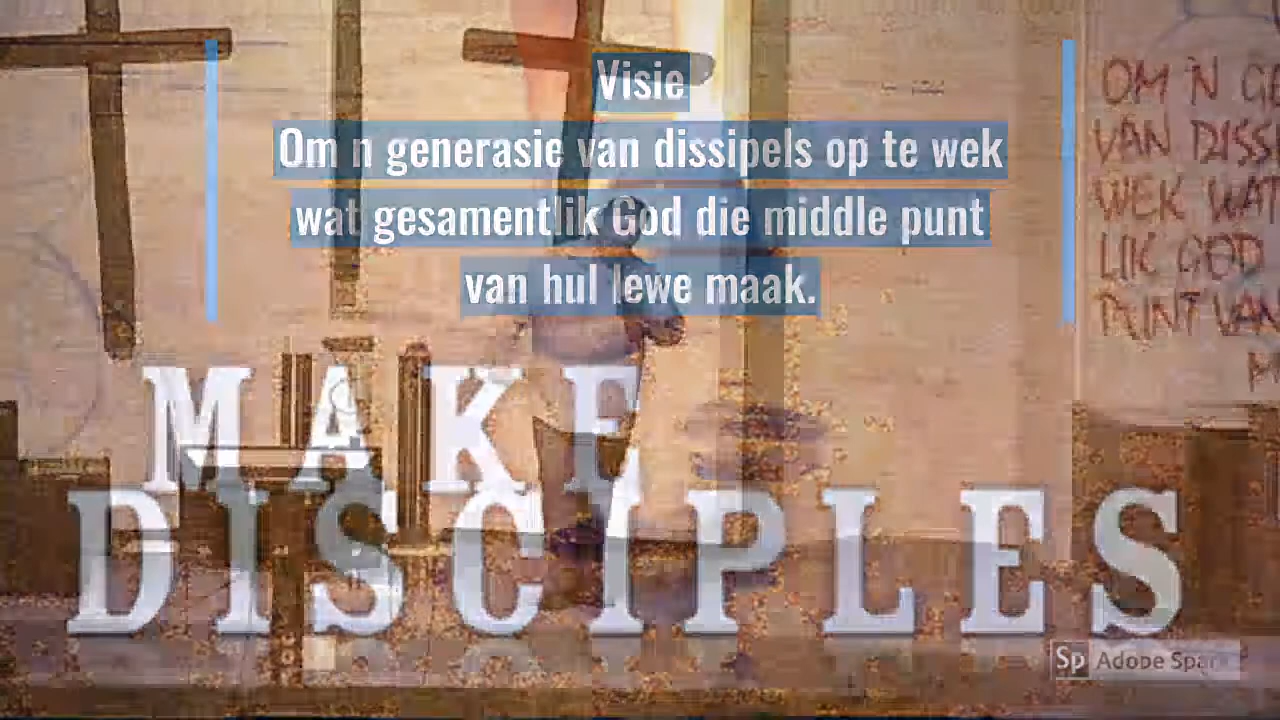 Visie
Om n generasie van dissipels op te wek
wat gesamentlik God die middle punt
van hul lewe maak.
MAKE
DISCIPLES
OM 'N GE
VAN DISSI
WEK WAT
LIK GOD
PUNT VAN
M
Sp Adobe Spark